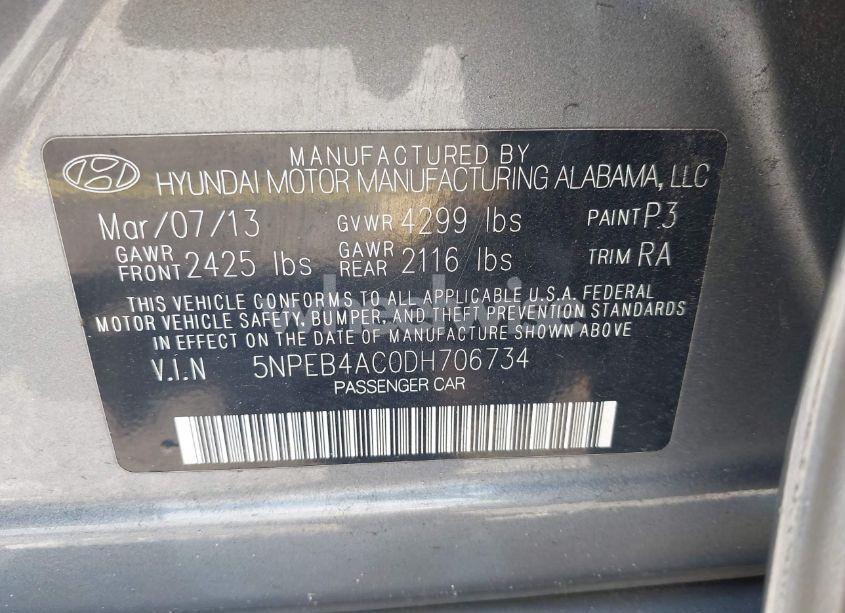 MANUFACTURED BY
HYUNDAI MOTOR MANUFACTURING ALABAMA, LLC
Mar/07/13 GVWR 4299 lbs PAINT P3
GAWR FRONT 2425 lbs GAWR REAR 2116 lbs TRIM RA
THIS VEHICLE CONFORMS TO ALL APPLICABLE U.S.A. FEDERAL
MOTOR VEHICLE SAFETY, BUMPER, AND THEFT PREVENTION STANDARDS
IN EFFECT ON THE DATE OF MANUFACTURE SHOWN ABOVE
V.I.N 5NPEB4AC0DH706734
PASSENGER CAR